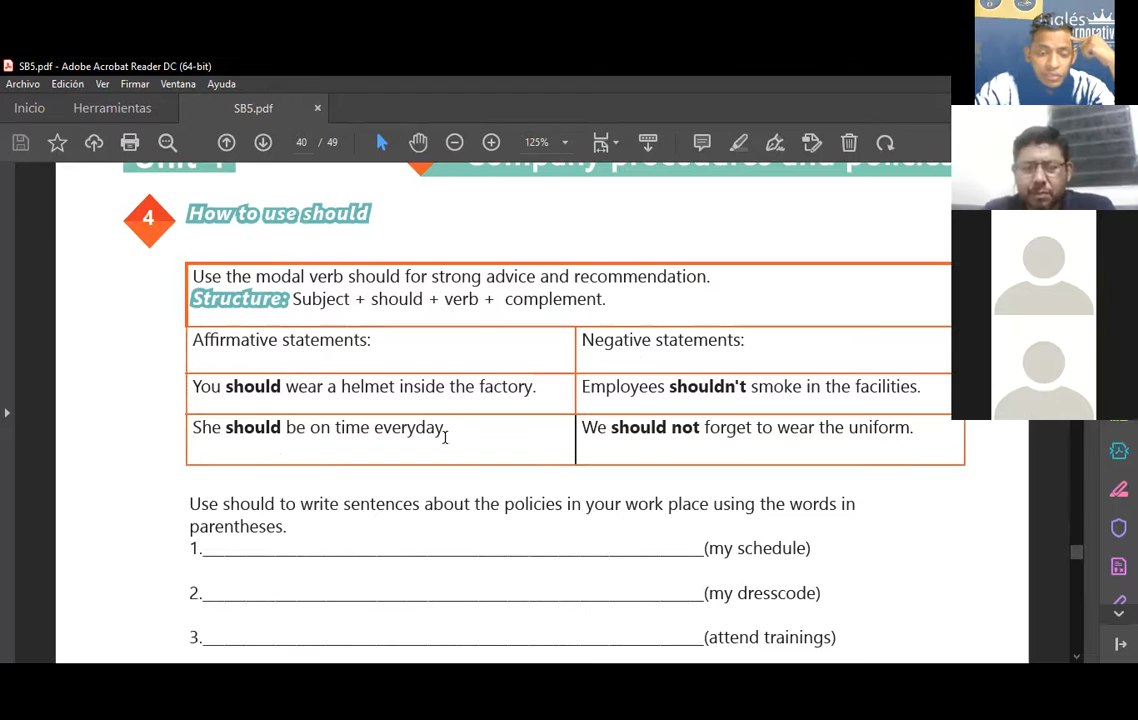 SB5.pdf - Adobe Acrobat Reader DC (64-bit)
Archivo Edición Ver Firmar Ventana Ayuda
Inicio Herramientas SB5.pdf ×
40 / 49 125%
4 How to use should
Use the modal verb should for strong advice and recommendation.
Structure: Subject + should + verb + complement.
Affirmative statements: Negative statements:
You should wear a helmet inside the factory. Employees shouldn't smoke in the facilities.
She should be on time everyday. We should not forget to wear the uniform.
Use should to write sentences about the policies in your work place using the words in
parentheses.
1.______________________________(my schedule)
2.______________________________(my dresscode)
3.______________________________(attend trainings)